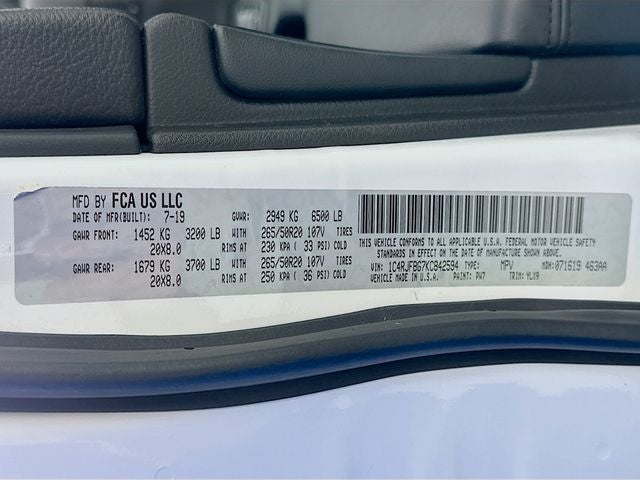 MFD BY FCA US LLC
DATE OF MFR(BUILT): 7-19 GVWR: 2949 KG 6500 LB
GAWR FRONT: 1452 KG 3200 LB WITH 265/50R20 107V TIRES
20X8.0 RIMS AT 230 KPA ( 33 PSI) COLD
GAWR REAR: 1679 KG 3700 LB WITH 265/50R20 107V TIRES
20X8.0 RIMS AT 250 KPA ( 36 PSI) COLD
THIS VEHICLE CONFORMS TO ALL APPLICABLE U.S.A. FEDERAL MOTOR VEHICLE SAFETY
STANDARDS IN EFFECT ON THE DATE OF MANUFACTURE SHOWN ABOVE
VIN: 1C4RJFBG7KC842594 TYPE: MPV MDH: 071619 463AA
VEHICLE MADE IN U.S.A. PAINT: PW7 TRIM: YLX9